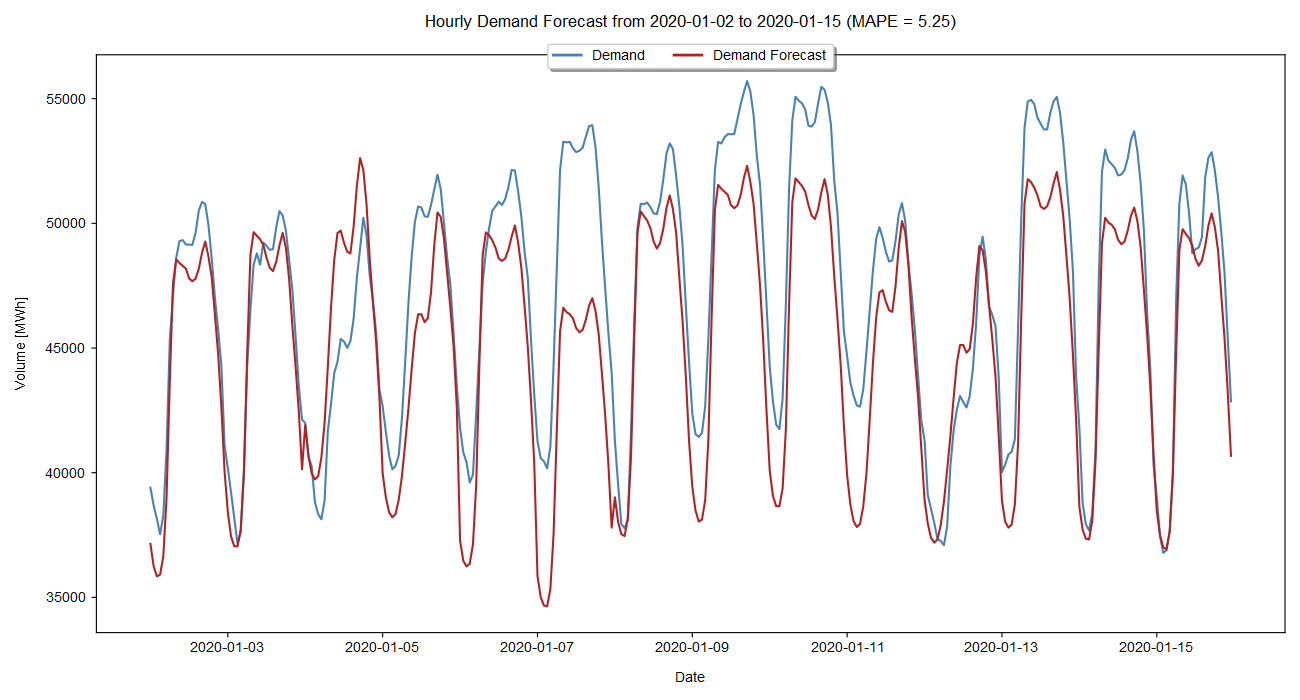 Hourly Demand Forecast from 2020-01-02 to 2020-01-15 (MAPE = 5.25)
Demand Demand Forecast
55000
50000
45000
40000
35000
Volume [MWh]
2020-01-03 2020-01-05 2020-01-07 2020-01-09 2020-01-11 2020-01-13 2020-01-15
Date